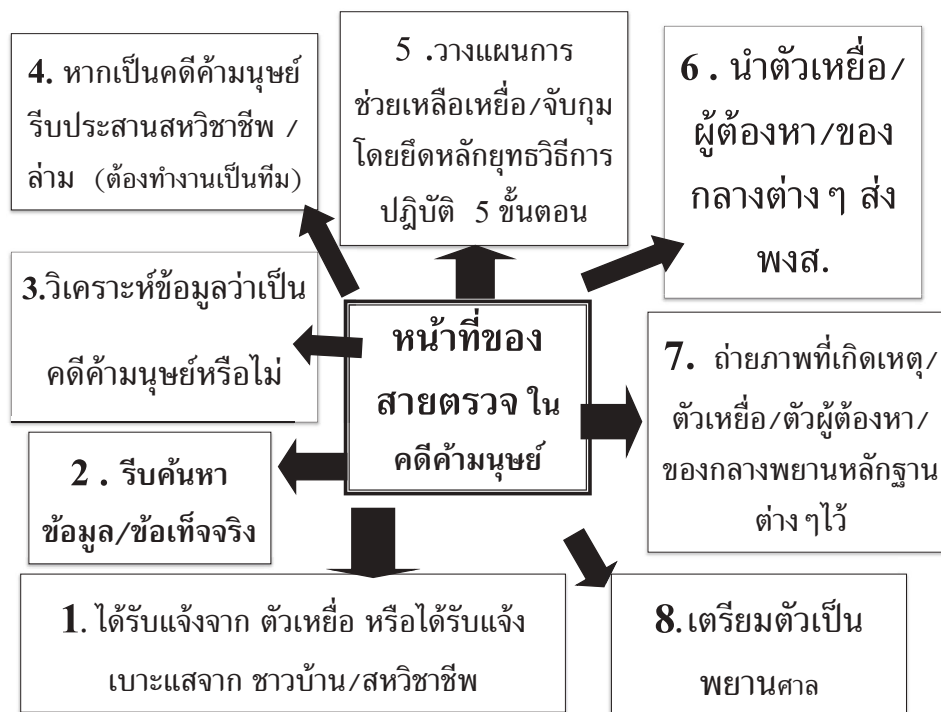 4. หากเป็นคดีค้ามนุษย์
รีบประสานสหวิชาชีพ /
ล่าม (ต้องทำงานเป็นทีม)
5 .วางแผนการ
ช่วยเหลือเหยื่อ/จับกุม
โดยยึดหลักยุทธวิธีการ
ปฎิบัติ 5 ขั้นตอน
6 . นำตัวเหยื่อ/
ผู้ต้องหา/ของ
กลางต่าง ๆ ส่ง
พงส.
3.วิเคราะห์ข้อมูลว่าเป็น
คดีค้ามนุษย์หรือไม่
หน้าที่ของ
สายตรวจ ใน
คดีค้ามนุษย์
7. ถ่ายภาพที่เกิดเหตุ/
ตัวเหยื่อ/ตัวผู้ต้องหา/
ของกลางพยานหลักฐาน
ต่าง ๆไว้
2 . รีบค้นหา
ข้อมูล/ข้อเท็จจริง
1. ได้รับแจ้งจาก ตัวเหยื่อ หรือได้รับแจ้ง
เบาะแสจาก ชาวบ้าน/สหวิชาชีพ
8.เตรียมตัวเป็น
พยานศาล